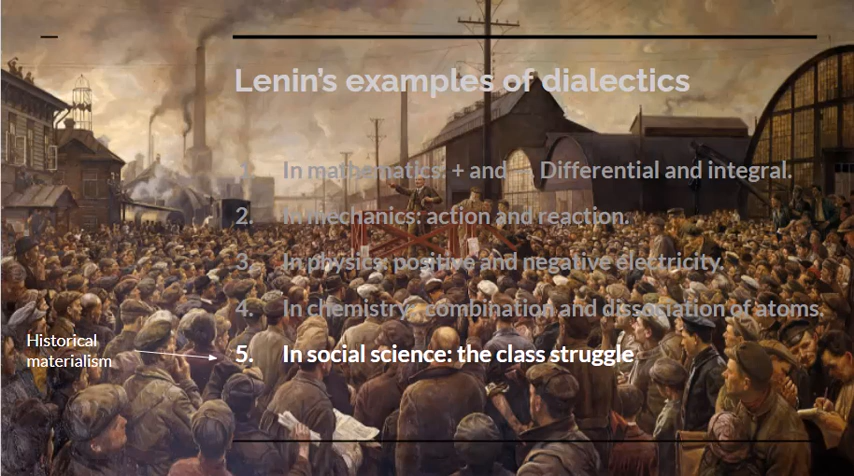 Lenin's examples of dialectics
1. In mathematics: + and Differential and integral.
2. In mechanics: action and reaction.
3. In physics: positive and negative electricity.
4. In chemistry: combination and dissociation of atoms
Historical
materialism
5. In social science: the class struggle